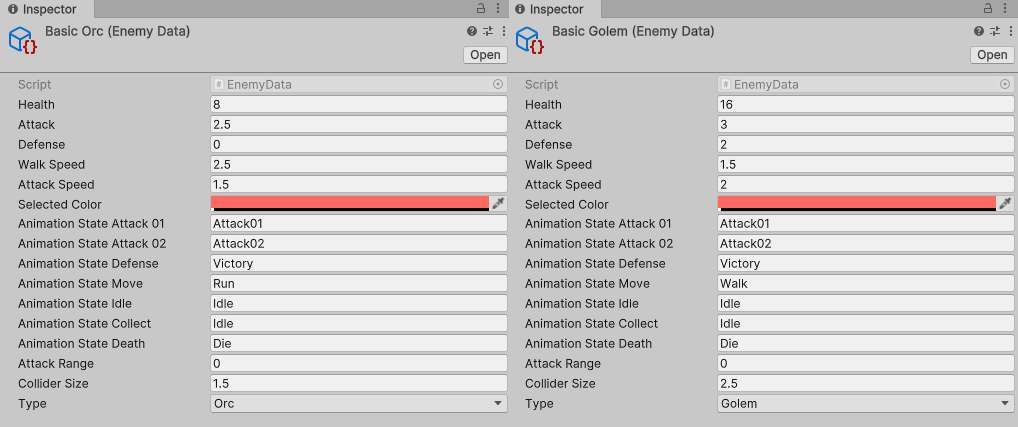 Inspector
Basic Orc (Enemy Data)
Open
Script # EnemyData
Health 8
Attack 2.5
Defense 0
Walk Speed 2.5
Attack Speed 1.5
Selected Color
Animation State Attack 01 Attack01
Animation State Attack 02 Attack02
Animation State Defense Victory
Animation State Move Run
Animation State Idle Idle
Animation State Collect Idle
Animation State Death Die
Attack Range 0
Collider Size 1.5
Type Orc
Inspector
Basic Golem (Enemy Data)
Open
Script # EnemyData
Health 16
Attack 3
Defense 2
Walk Speed 1.5
Attack Speed 2
Selected Color
Animation State Attack 01 Attack01
Animation State Attack 02 Attack02
Animation State Defense Victory
Animation State Move Walk
Animation State Idle Idle
Animation State Collect Idle
Animation State Death Die
Attack Range 0
Collider Size 2.5
Type Golem